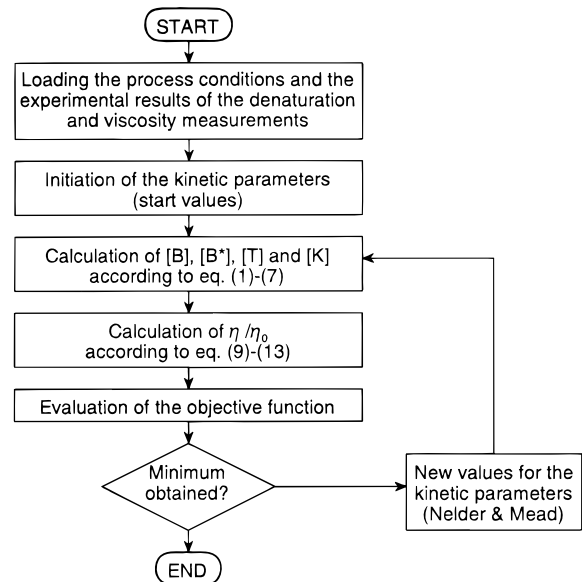 START
Loading the process conditions and the
experimental results of the denaturation
and viscosity measurements
Initiation of the kinetic parameters
(start values)
Calculation of [B], [B*], [T] and [K]
according to eq. (1)-(7)
Calculation of η /η₀
according to eq. (9)-(13)
Evaluation of the objective function
Minimum
obtained?
New values for the
kinetic parameters
(Nelder & Mead)
END